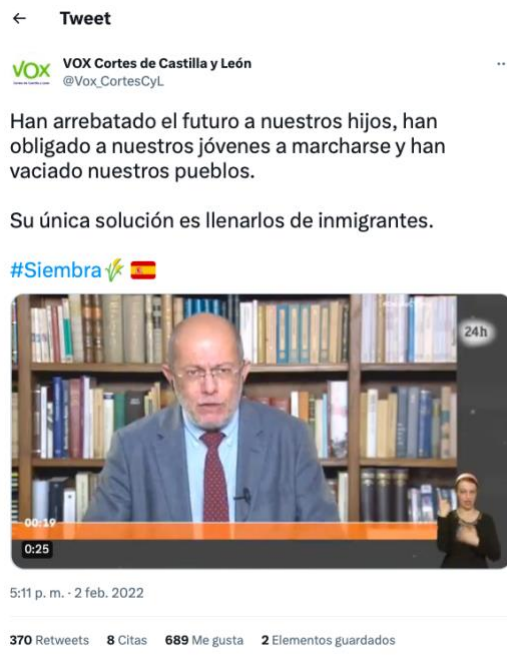 ← Tweet
VOX VOX Cortes de Castilla y León
@Vox_CortesCyL
Han arrebatado el futuro a nuestros hijos, han
obligado a nuestros jóvenes a marcharse y han
vaciado nuestros pueblos.
Su única solución es llenarlos de inmigrantes.
#Siembra
24h
00:19
0:25
5:11 p. m. · 2 feb. 2022
370 Retweets 8 Citas 689 Me gusta 2 Elementos guardados